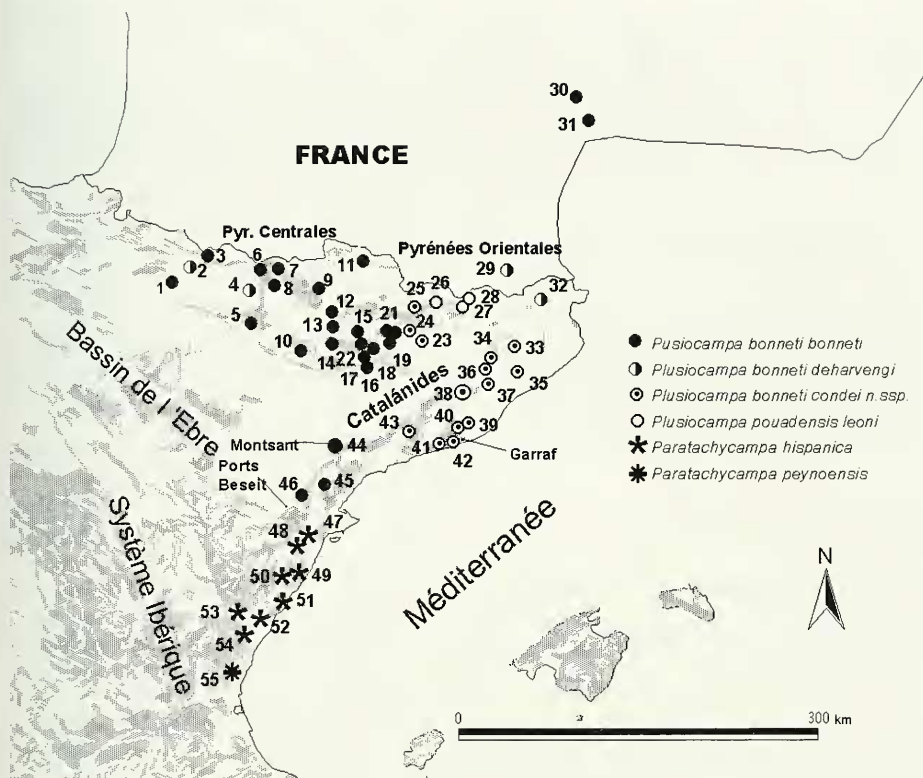 30
31
FRANCE
Pyr. Centrales
Pyrénées Orientales
3
2
1
6
7
4
8
9
5
11
10
12
13
14
15
21
22
17
16
18
19
25
26
24
23
29
28
27
32
34
33
36
35
37
38
40
39
43
41
42
Garraf
Bassin de l 'Ebre
Catalánides
Montsant
44
Ports
Beseit
46
45
48
47
50
49
51
53
52
54
55
Système Ibérique
Méditerranée
Pusiocampa bonneti bonneti
Plusiocampa bonneti deharvengi
Plusiocampa bonneti condei n.ssp.
Plusiocampa pouadensis leoni
Paratachycampa hispanica
Paratachycampa peynoensis
N
0
300 km